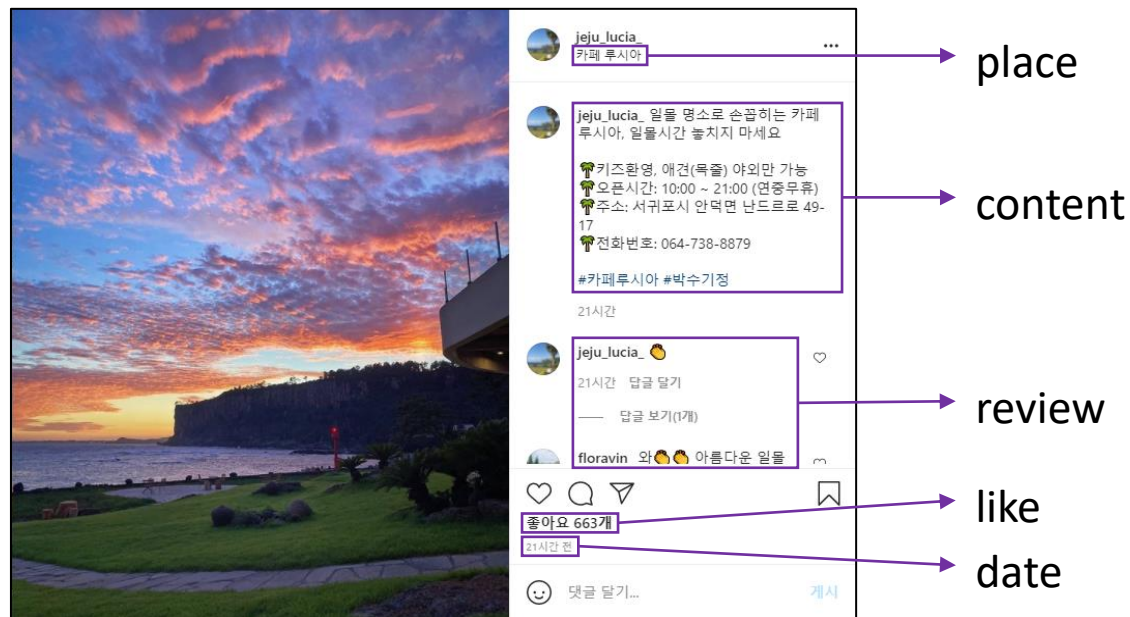 jeju_lucia_
카페 루시아
...
place
jeju_lucia_ 일몰 명소로 손꼽히는 카페
루시아, 일몰시간 놓치지 마세요
🌴키즈환영, 애견(목줄) 야외만 가능
🌴오픈시간: 10:00 ~ 21:00 (연중무휴)
🌴주소: 서귀포시 안덕면 난드르로 49-
17
🌴전화번호: 064-738-8879
#카페루시아 #박수기정
content
21시간
jeju_lucia_ 👏
21시간 답글 달기
답글 보기(1개)
floravin 와👏👏 아름다운 일몰
review
좋아요 663개
like
21시간 전
date
댓글 달기...
게시